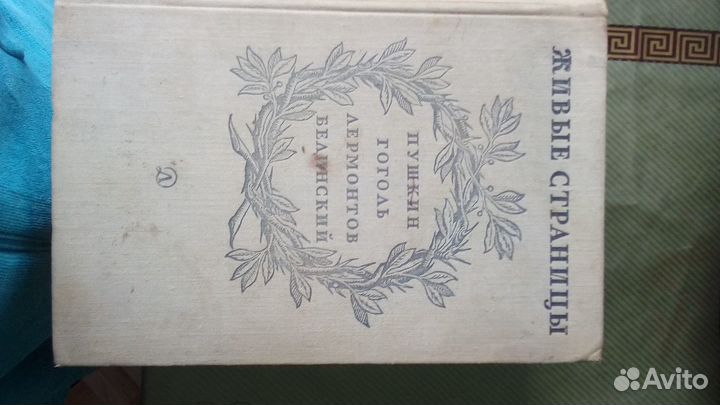 ЖИВЫЕ СТРАНИЦЫ
ПУШКИН
ГОГОЛЬ
ЛЕРМОНТОВ
БЕЛИНСКИЙ
Л
Avito